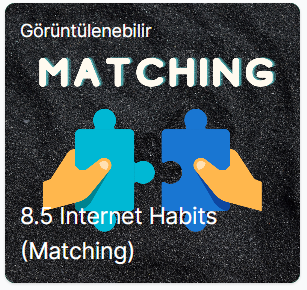 Görüntülenebilir
MATCHING
8.5 Internet Habits
(Matching)